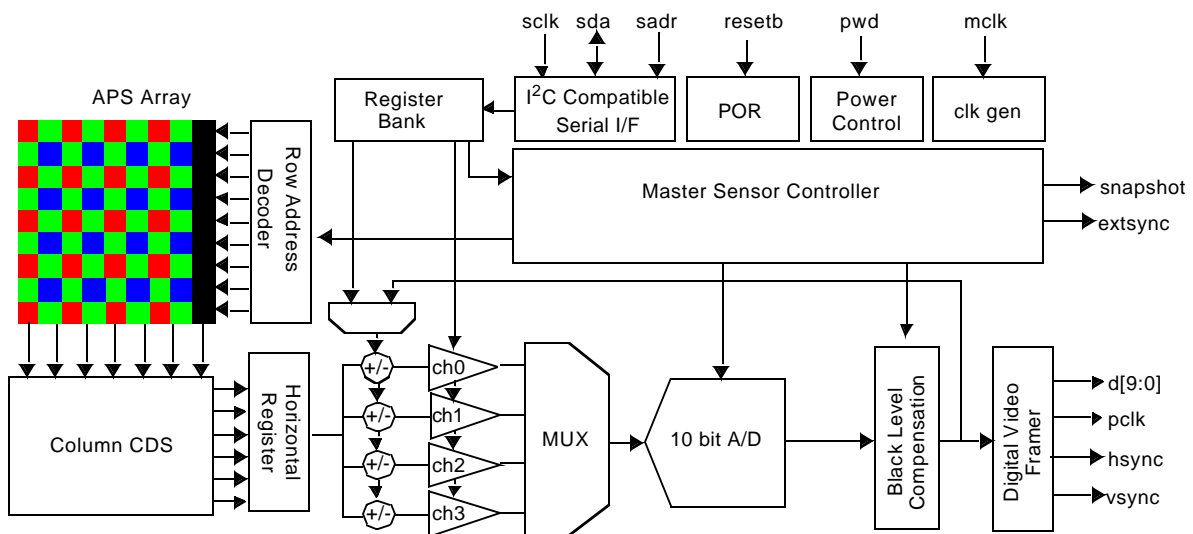 sclk sda sadr resetb pwd mclk
APS Array
Register
Bank
I²C Compatible
Serial I/F
POR
Power
Control
clk gen
Row Address
Decoder
Master Sensor Controller
snapshot
extsync
Column CDS
Horizontal
Register
+/-
+/-
+/-
+/-
ch0
ch1
ch2
ch3
MUX
10 bit A/D
Black Level
Compensation
Digital Video
Framer
d[9:0]
pclk
hsync
vsync